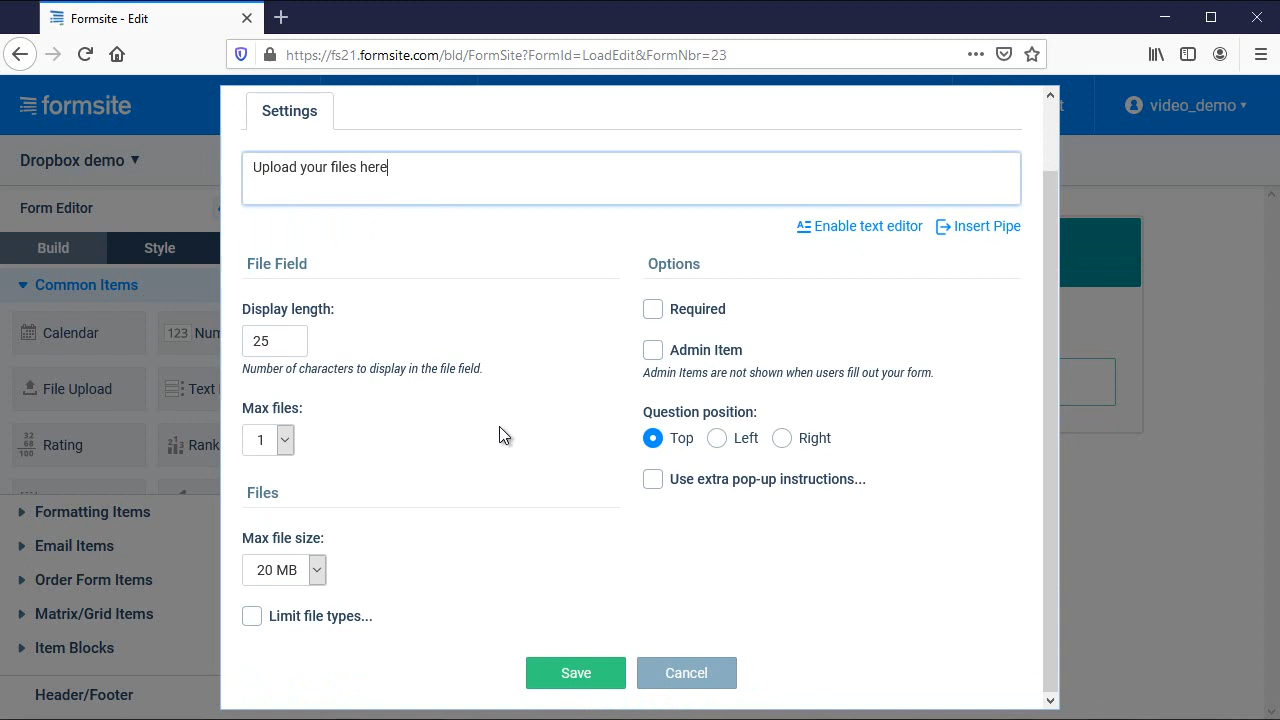 Formsite - Edit
https://fs21.formsite.com/bld/FormSite?FormId=LoadEdit&FormNbr=23
formsite
video_demo
Dropbox demo
Form Editor
Build Style
Common Items
Calendar
123 Num
File Upload
Text
Rating
Rank
Formatting Items
Email Items
Order Form Items
Matrix/Grid Items
Item Blocks
Header/Footer
Settings
Upload your files here
Enable text editor
Insert Pipe
File Field
Display length:
25
Number of characters to display in the file field.
Max files:
1
Files
Max file size:
20 MB
Limit file types...
Options
Required
Admin Item
Admin Items are not shown when users fill out your form.
Question position:
Top Left Right
Use extra pop-up instructions...
Save Cancel